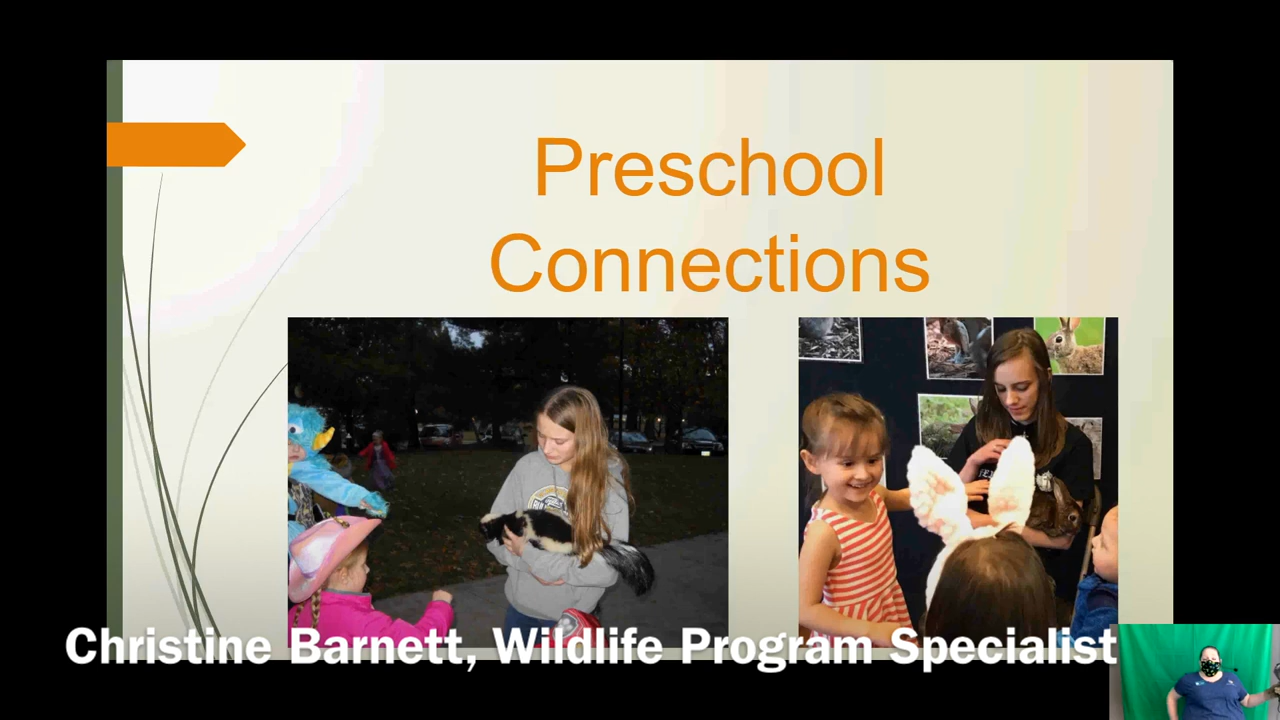 Preschool
Connections
Christine Barnett, Wildlife Program Specialist